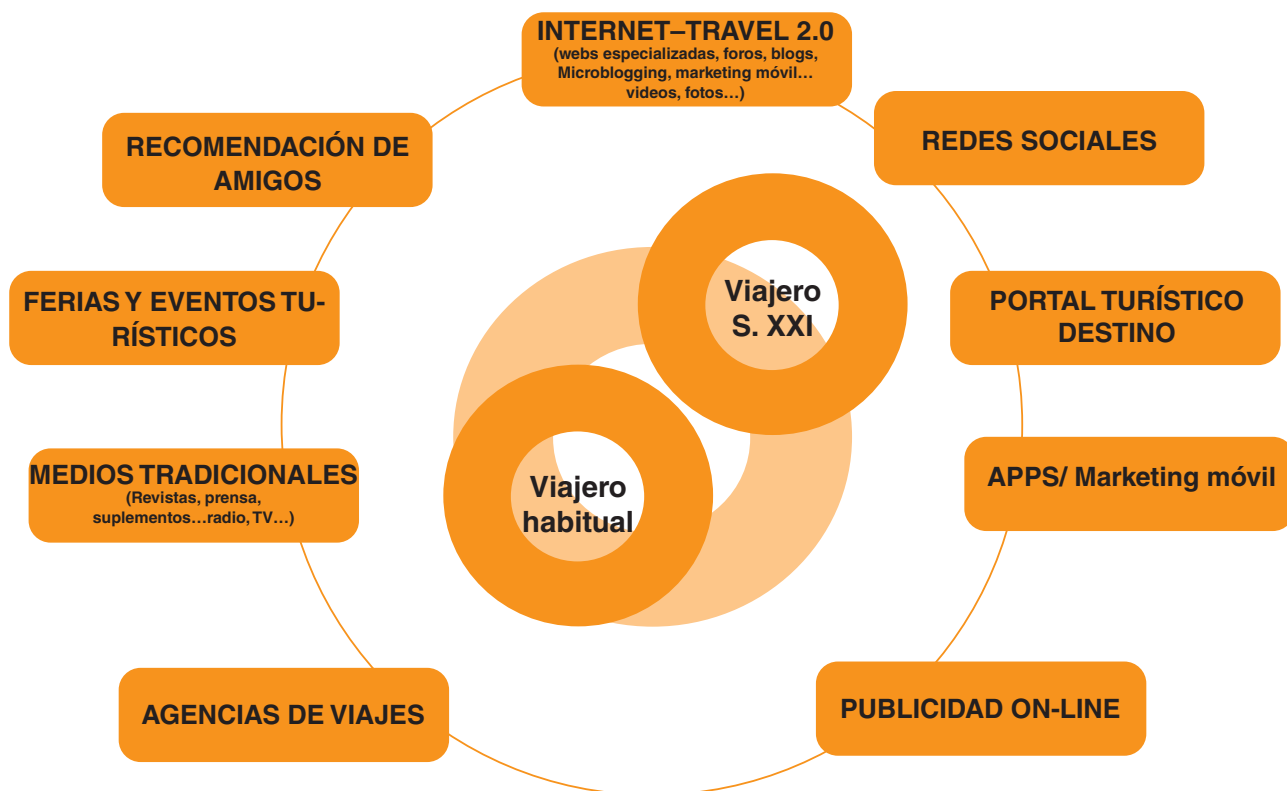 INTERNET–TRAVEL 2.0
(webs especializadas, foros, blogs,
Microblogging, marketing móvil…
videos, fotos…)
REDES SOCIALES
RECOMENDACIÓN DE
AMIGOS
FERIAS Y EVENTOS TU-
RÍSTICOS
Viajero
S. XXI
PORTAL TURÍSTICO
DESTINO
MEDIOS TRADICIONALES
(Revistas, prensa,
suplementos…radio, TV…)
Viajero
habitual
APPS/ Marketing móvil
AGENCIAS DE VIAJES
PUBLICIDAD ON-LINE